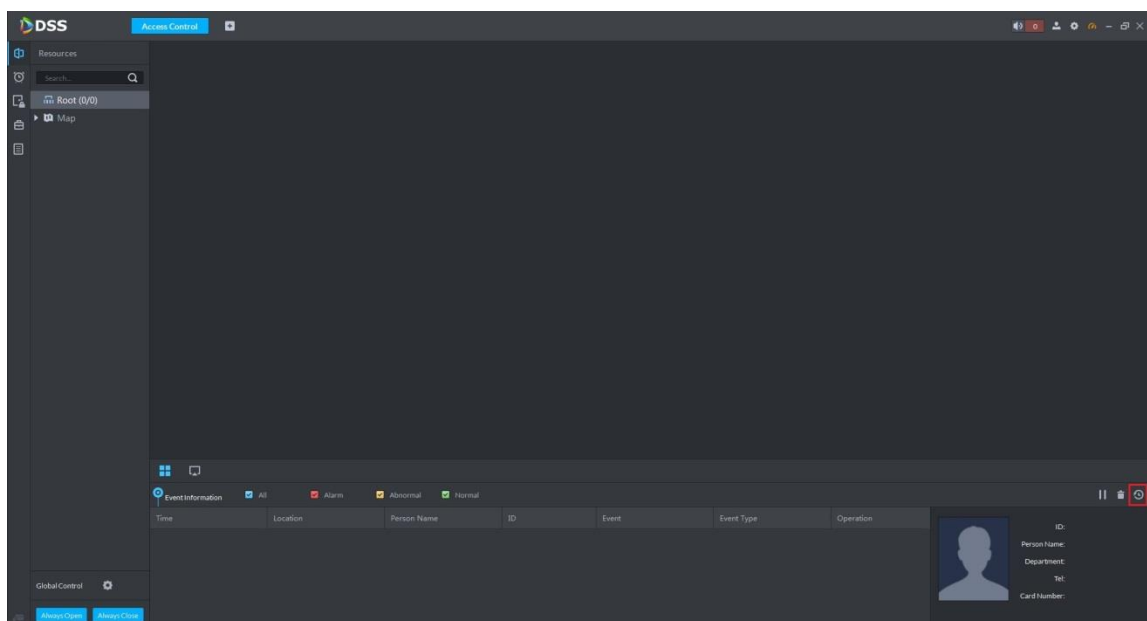 DSS Access Control 0
Resources
Search...
Root (0/0)
Map
Event Information All Alarm Abnormal Normal
Time Location Person Name ID Event Event Type Operation
ID:
Person Name:
Department:
Tel:
Card Number:
Global Control
Always Open Always Close